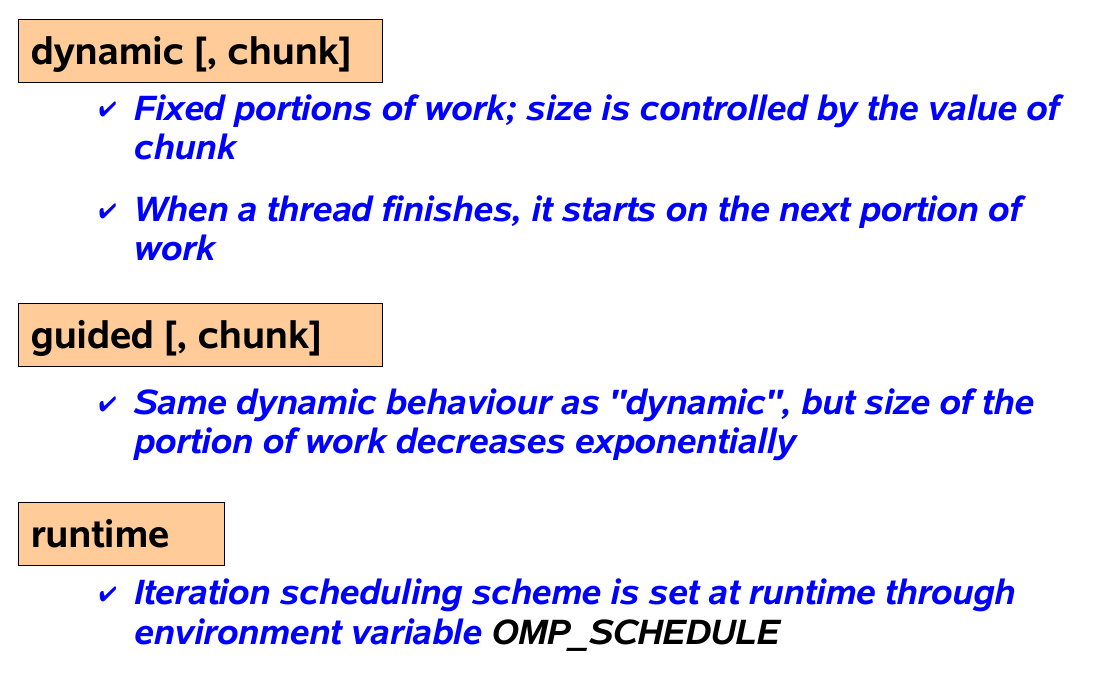 dynamic [, chunk]
✔ Fixed portions of work; size is controlled by the value of
chunk
✔ When a thread finishes, it starts on the next portion of
work
guided [, chunk]
✔ Same dynamic behaviour as "dynamic", but size of the
portion of work decreases exponentially
runtime
✔ Iteration scheduling scheme is set at runtime through
environment variable OMP_SCHEDULE